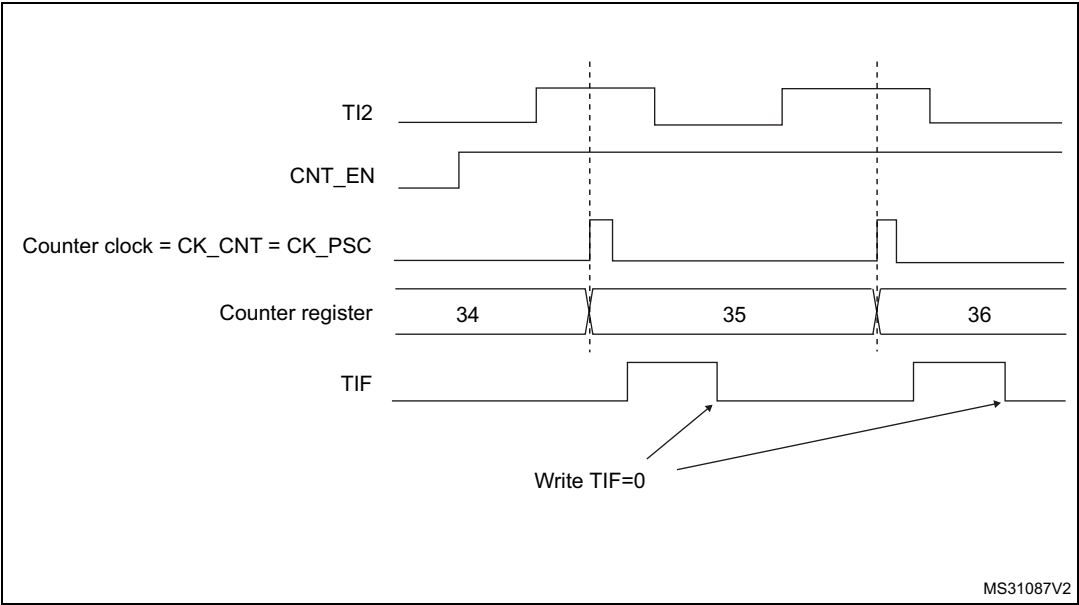 TI2
CNT_EN
Counter clock = CK_CNT = CK_PSC
Counter register 34 35 36
TIF
Write TIF=0
MS31087V2